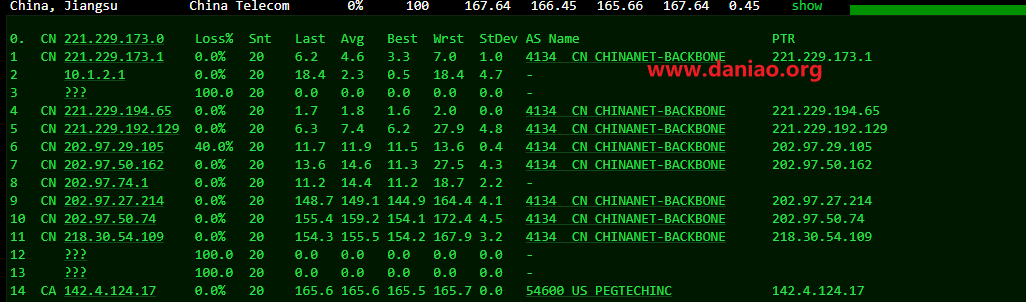 China, Jiangsu China Telecom 0% 100 167.64 166.45 165.66 167.64 0.45 show
0. CN 221.229.173.0 Loss% Snt Last Avg Best Wrst StDev AS Name PTR
1 CN 221.229.173.1 0.0% 20 6.2 4.6 3.3 7.0 1.0 4134 CN CHINANET-BACKBONE 221.229.173.1
www.daniao.org
2 10.1.2.1 0.0% 20 18.4 2.3 0.5 18.4 4.7 -
3 ??? 100.0 20 0.0 0.0 0.0 0.0 0.0 -
4 CN 221.229.194.65 0.0% 20 1.7 1.8 1.6 2.0 0.0 4134 CN CHINANET-BACKBONE 221.229.194.65
5 CN 221.229.192.129 0.0% 20 6.3 7.4 6.2 27.9 4.8 4134 CN CHINANET-BACKBONE 221.229.192.129
6 CN 202.97.29.105 40.0% 20 11.7 11.9 11.5 13.6 0.4 4134 CN CHINANET-BACKBONE 202.97.29.105
7 CN 202.97.50.162 0.0% 20 13.6 14.6 11.3 27.5 4.3 4134 CN CHINANET-BACKBONE 202.97.50.162
8 CN 202.97.74.1 0.0% 20 11.2 14.4 11.2 18.7 2.2 -
9 CN 202.97.27.214 0.0% 20 148.7 149.1 144.9 164.4 4.1 4134 CN CHINANET-BACKBONE 202.97.27.214
10 CN 202.97.50.74 0.0% 20 155.4 159.2 154.1 172.4 4.5 4134 CN CHINANET-BACKBONE 202.97.50.74
11 CN 218.30.54.109 0.0% 20 154.3 155.5 154.2 167.9 3.2 4134 CN CHINANET-BACKBONE 218.30.54.109
12 ??? 100.0 20 0.0 0.0 0.0 0.0 0.0 -
13 ??? 100.0 20 0.0 0.0 0.0 0.0 0.0 -
14 CA 142.4.124.17 0.0% 20 165.6 165.6 165.5 165.7 0.0 54600 US PEGTECHINC 142.4.124.17